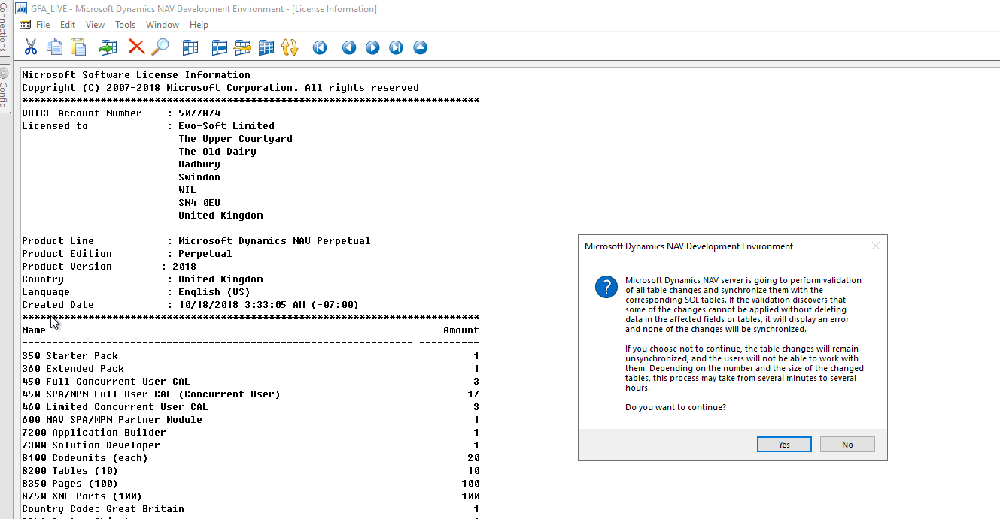 GFA_LIVE - Microsoft Dynamics NAV Development Environment - [License Information]
File Edit View Tools Window Help
Connections
Config
Microsoft Software License Information
Copyright (C) 2007-2018 Microsoft Corporation. All rights reserved
****************************************************************************
VOICE Account Number : 5077874
Licensed to : Evo-Soft Limited
The Upper Courtyard
The Old Dairy
Badbury
Swindon
WIL
SN4 0EU
United Kingdom
Product Line : Microsoft Dynamics NAV Perpetual
Product Edition : Perpetual
Product Version : 2018
Country : United Kingdom
Language : English (US)
Created Date : 10/18/2018 3:33:05 AM (-07:00)
****************************************************************************
Name Amount
----------------------------------------------------------------- ----------
350 Starter Pack 1
360 Extended Pack 1
450 Full Concurrent User CAL 3
450 SPA/MPN Full User CAL (Concurrent User) 17
460 Limited Concurrent User CAL 3
600 NAV SPA/MPN Partner Module 1
7200 Application Builder 1
7300 Solution Developer 1
8100 Codeunits (each) 20
8200 Tables (10) 10
8350 Pages (100) 100
8750 XML Ports (100) 100
Country Code: Great Britain 1
Microsoft Dynamics NAV Development Environment
Microsoft Dynamics NAV server is going to perform validation
of all table changes and synchronize them with the
corresponding SQL tables. If the validation discovers that
some of the changes cannot be applied without deleting
data in the affected fields or tables, it will display an error
and none of the changes will be synchronized.
If you choose not to continue, the table changes will remain
unsynchronized, and the users will not be able to work with
them. Depending on the number and the size of the changed
tables, this process may take from several minutes to several
hours.
Do you want to continue?
Yes No